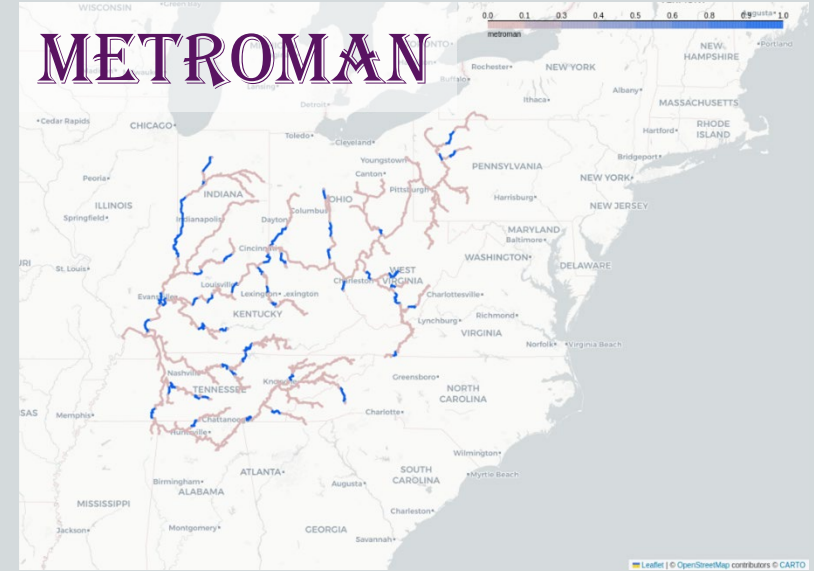 WISCONSIN
METROMAN
0.0 0.1 0.3 0.4 0.5 0.6 0.8 0.9 1.0
metroman
Augusta
Portland
TORONTO
NEW HAMPSHIRE
Rochester
NEW YORK
Buffalo
Lansing
Albany
Ithaca
MASSACHUSETTS
Detroit
Cedar Rapids
CHICAGO
RHODE ISLAND
Hartford
Toledo
Cleveland
Bridgeport
Youngstown
PENNSYLVANIA
Canton
NEW YORK
Peoria
INDIANA
OHIO
Pittsburgh
Harrisburg
ILLINOIS
NEW JERSEY
Columbus
Springfield
Indianapolis
Dayton
MARYLAND
Baltimore
Cincinnati
WASHINGTON
St. Louis
DELAWARE
WEST VIRGINIA
Charleston
Louisville
Lexington
Lexington
Charlottesville
Evansville
KENTUCKY
Richmond
Lynchburg
VIRGINIA
Norfolk
Virginia Beach
Nashville
Greensboro
TENNESSEE
Knoxville
NORTH CAROLINA
SAS
Memphis
Charlotte
Chattanooga
Huntsville
Wilmington
ATLANTA
SOUTH CAROLINA
Myrtle Beach
Birmingham
Augusta
ALABAMA
MISSISSIPPI
Charleston
Jackson
Montgomery
GEORGIA
Savannah
Leaflet | © OpenStreetMap contributors © CARTO